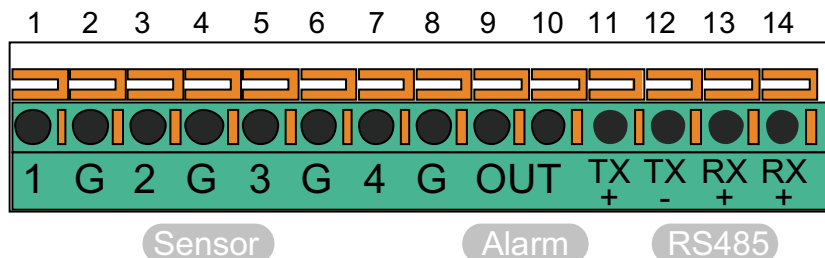 1 2 3 4 5 6 7 8 9 10 11 12 13 14
1 G 2 G 3 G 4 G OUT TX + TX - RX + RX +
Sensor Alarm RS485